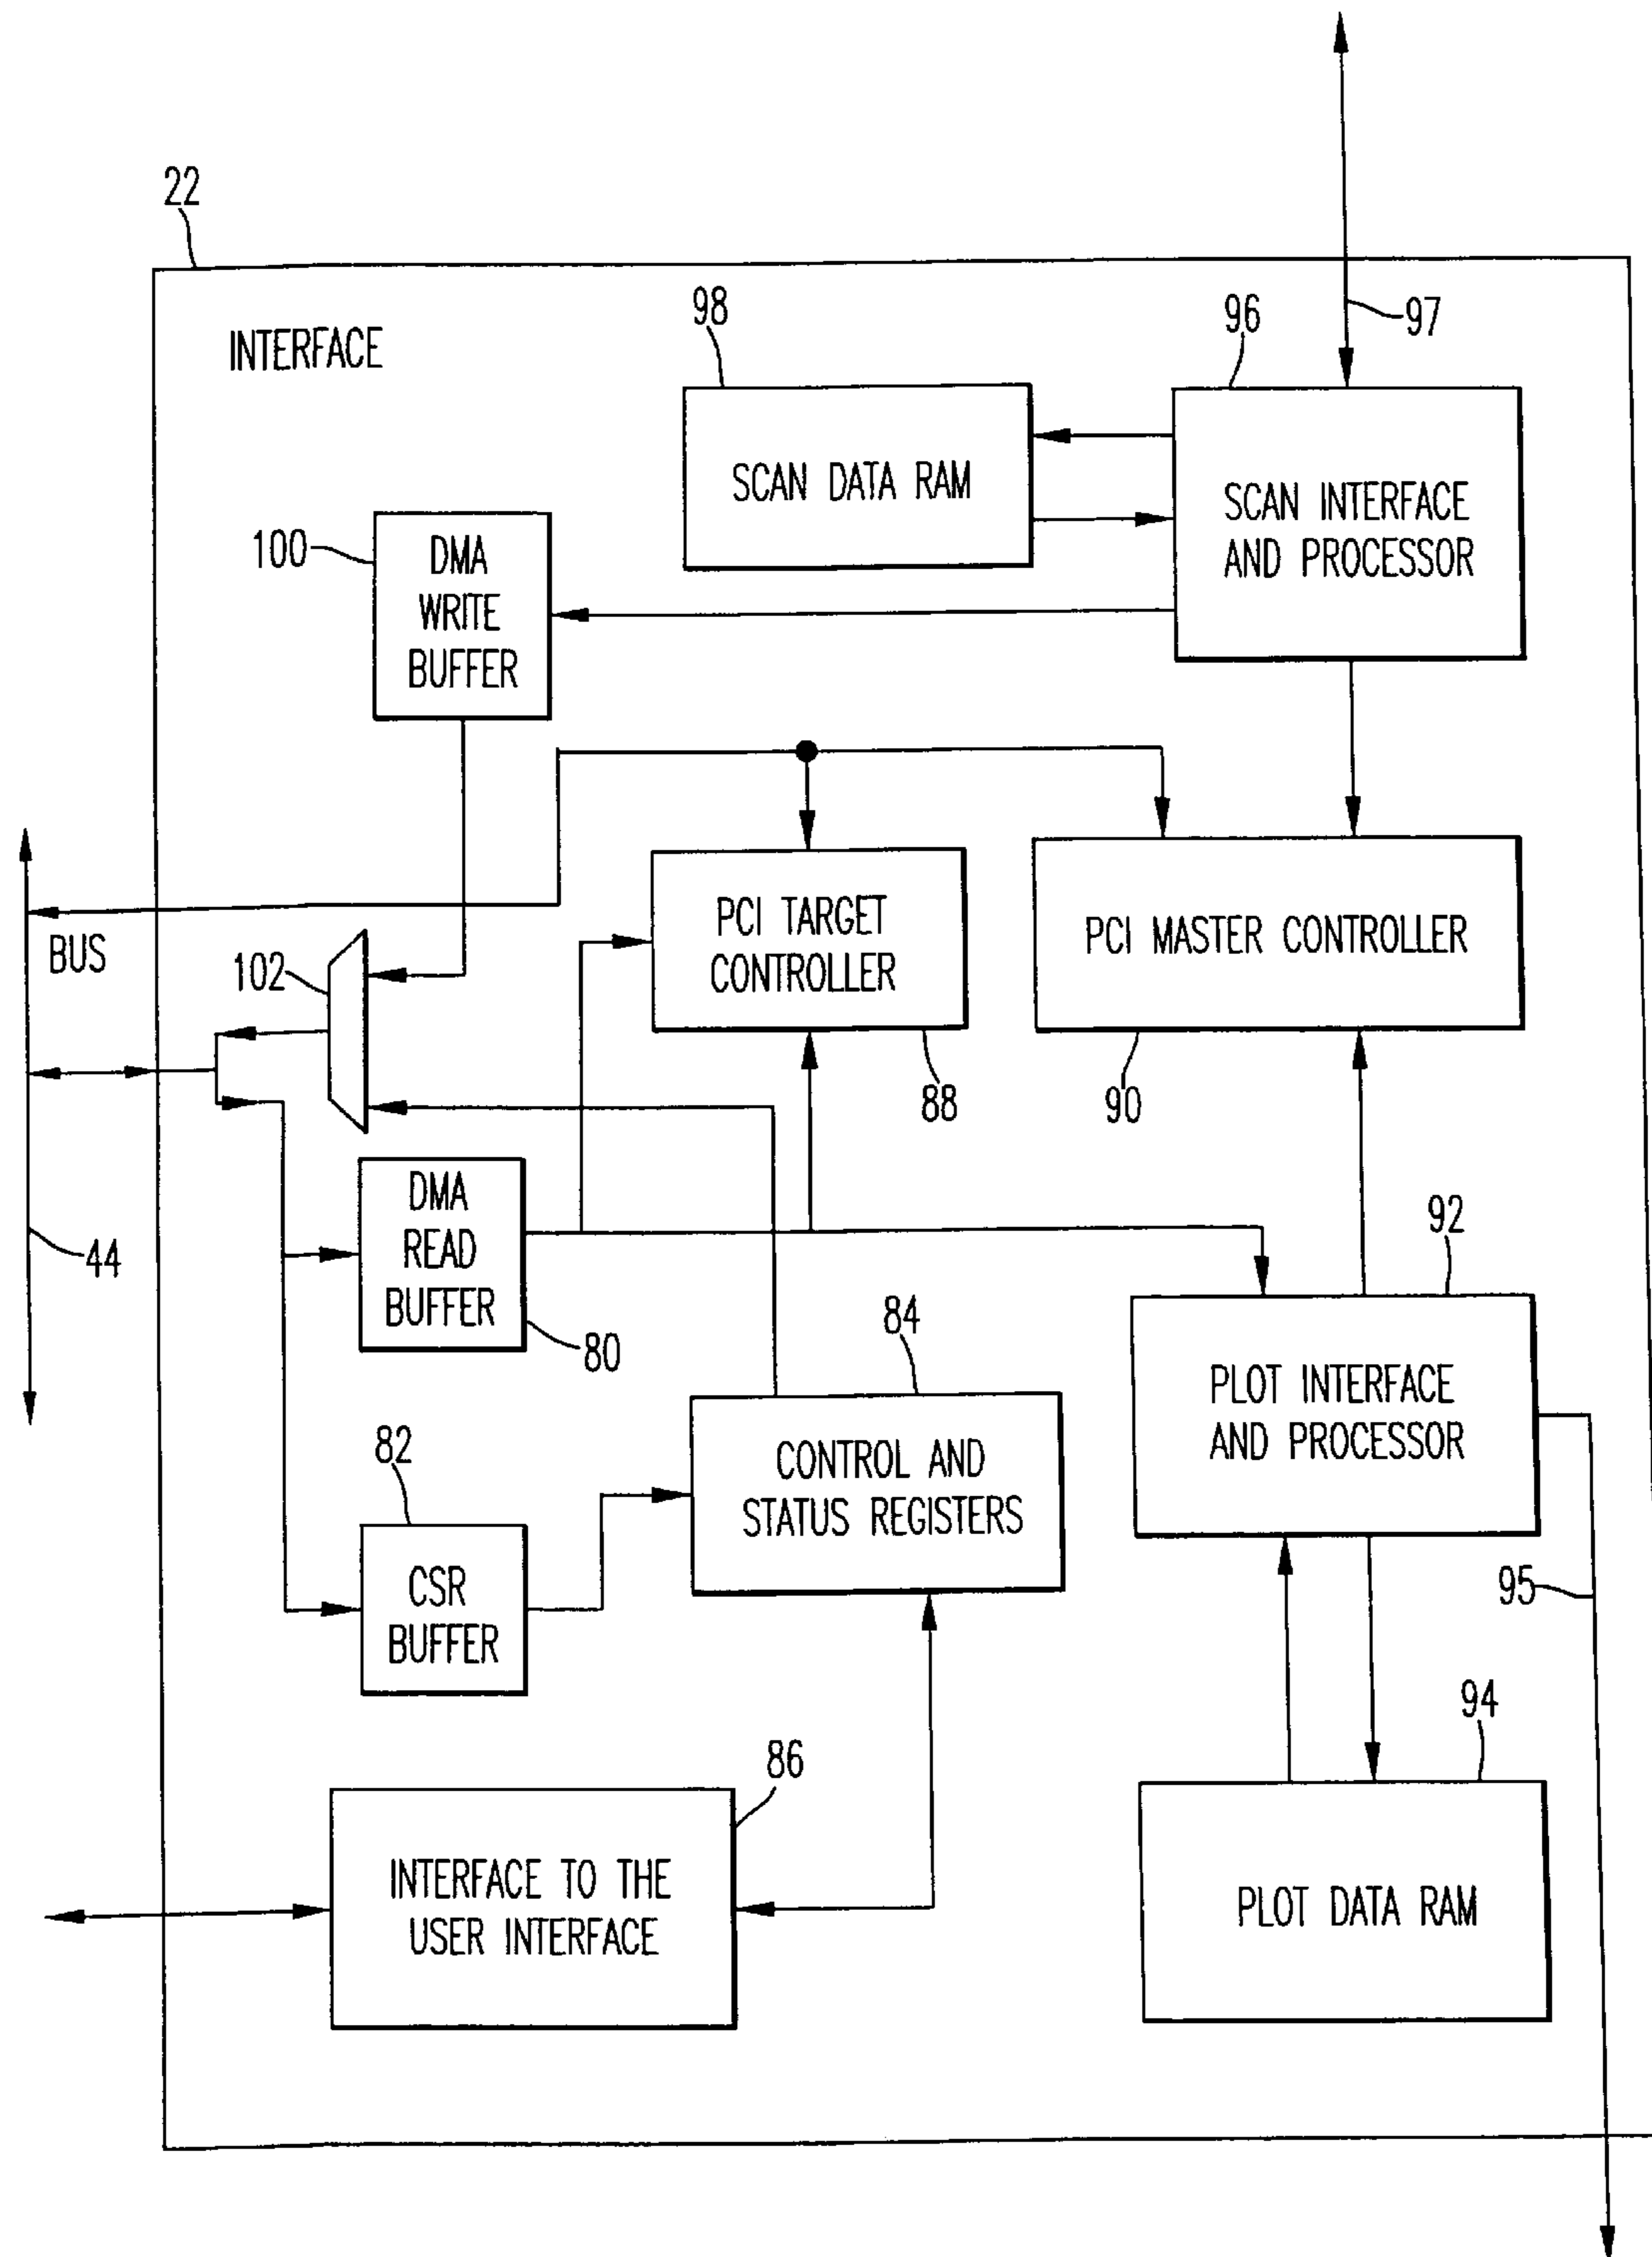 22
INTERFACE
98
96
97
SCAN DATA RAM
SCAN INTERFACE
AND PROCESSOR
100
DMA
WRITE
BUFFER
BUS
102
PCI TARGET
CONTROLLER
PCI MASTER CONTROLLER
88
90
44
DMA
READ
BUFFER
80
92
84
PLOT INTERFACE
AND PROCESSOR
82
CONTROL AND
STATUS REGISTERS
CSR
BUFFER
95
94
86
INTERFACE TO THE
USER INTERFACE
PLOT DATA RAM